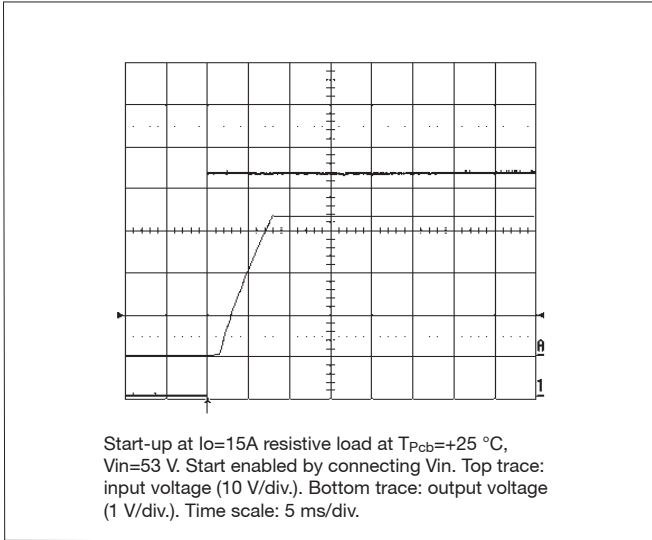 A
1
Start-up at Io=15A resistive load at TPcb=+25 °C,
Vin=53 V. Start enabled by connecting Vin. Top trace:
input voltage (10 V/div.). Bottom trace: output voltage
(1 V/div.). Time scale: 5 ms/div.